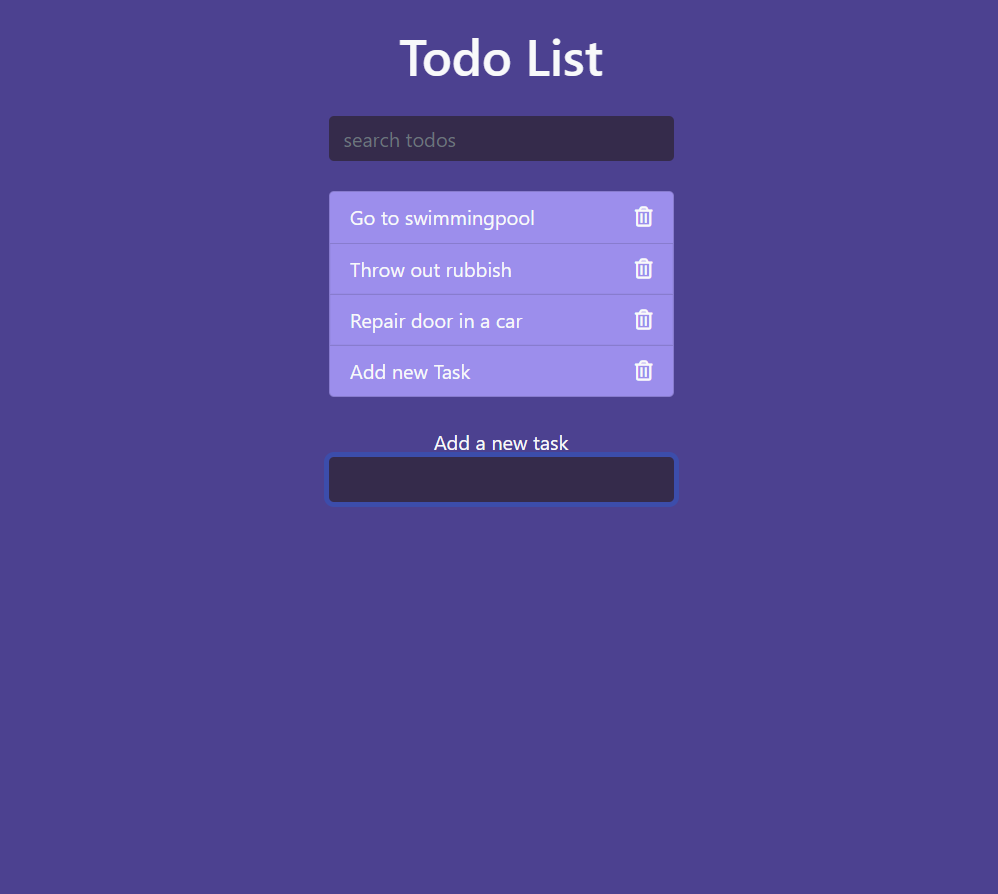 Todo List
search todos
Go to swimmingpool
Throw out rubbish
Repair door in a car
Add new Task
Add a new task